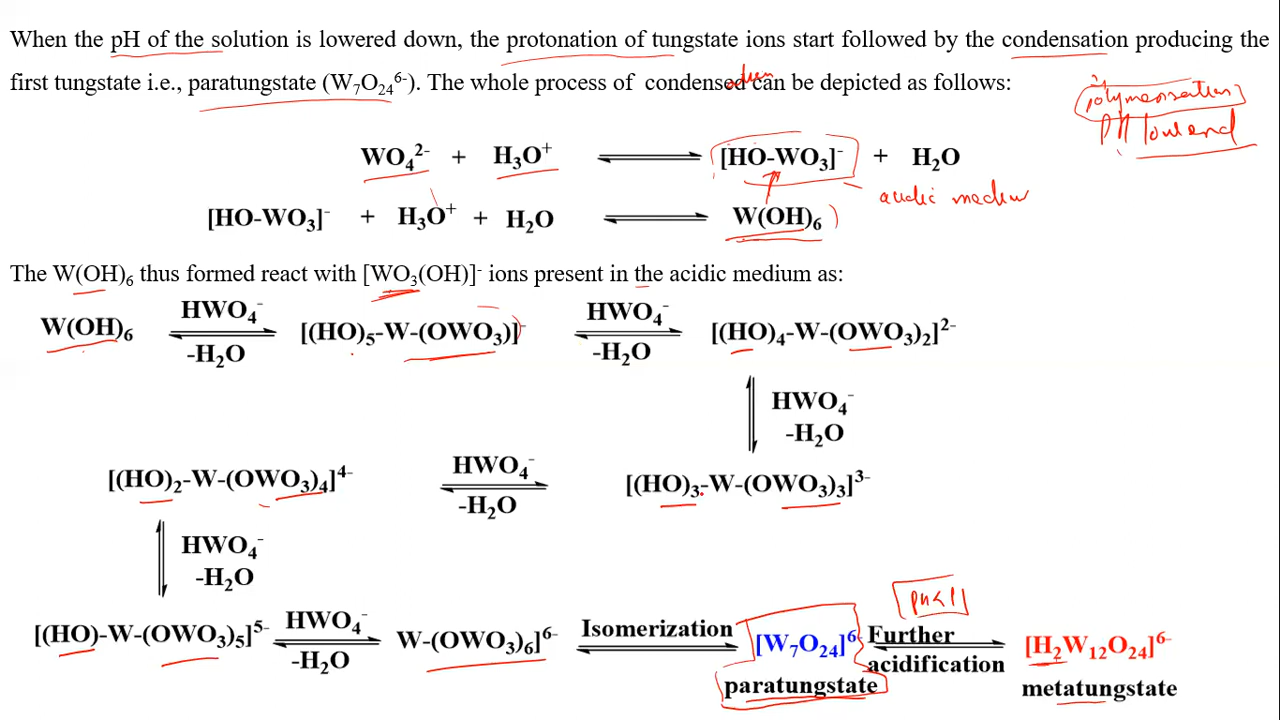 When the pH of the solution is lowered down, the protonation of tungstate ions start followed by the condensation producing the
first tungstate i.e., paratungstate (W₇O₂₄⁶⁻). The whole process of condensed can be depicted as follows:
polymerisation
pH lowered
WO₄²⁻ + H₃O⁺ ⇌ [HO-WO₃]⁻ + H₂O
acidic medium
[HO-WO₃]⁻ + H₃O⁺ + H₂O ⇌ W(OH)₆
The W(OH)₆ thus formed react with [WO₃(OH)]⁻ ions present in the acidic medium as:
HWO₄⁻ HWO₄⁻
W(OH)₆ ⇌ [(HO)₅-W-(OWO₃)]⁻ ⇌ [(HO)₄-W-(OWO₃)₂]²⁻
-H₂O -H₂O
HWO₄⁻
-H₂O
HWO₄⁻
[(HO)₂-W-(OWO₃)₄]⁴⁻ ⇌ [(HO)₃-W-(OWO₃)₃]³⁻
-H₂O
HWO₄⁻
-H₂O
pH<1
HWO₄⁻ Isomerization Further
[(HO)-W-(OWO₃)₅]⁵⁻ ⇌ W-(OWO₃)₆]⁶⁻ ⇌ [W₇O₂₄]⁶⁻ ⇌ [H₂W₁₂O₂₄]⁶⁻
-H₂O acidification
paratungstate metatungstate